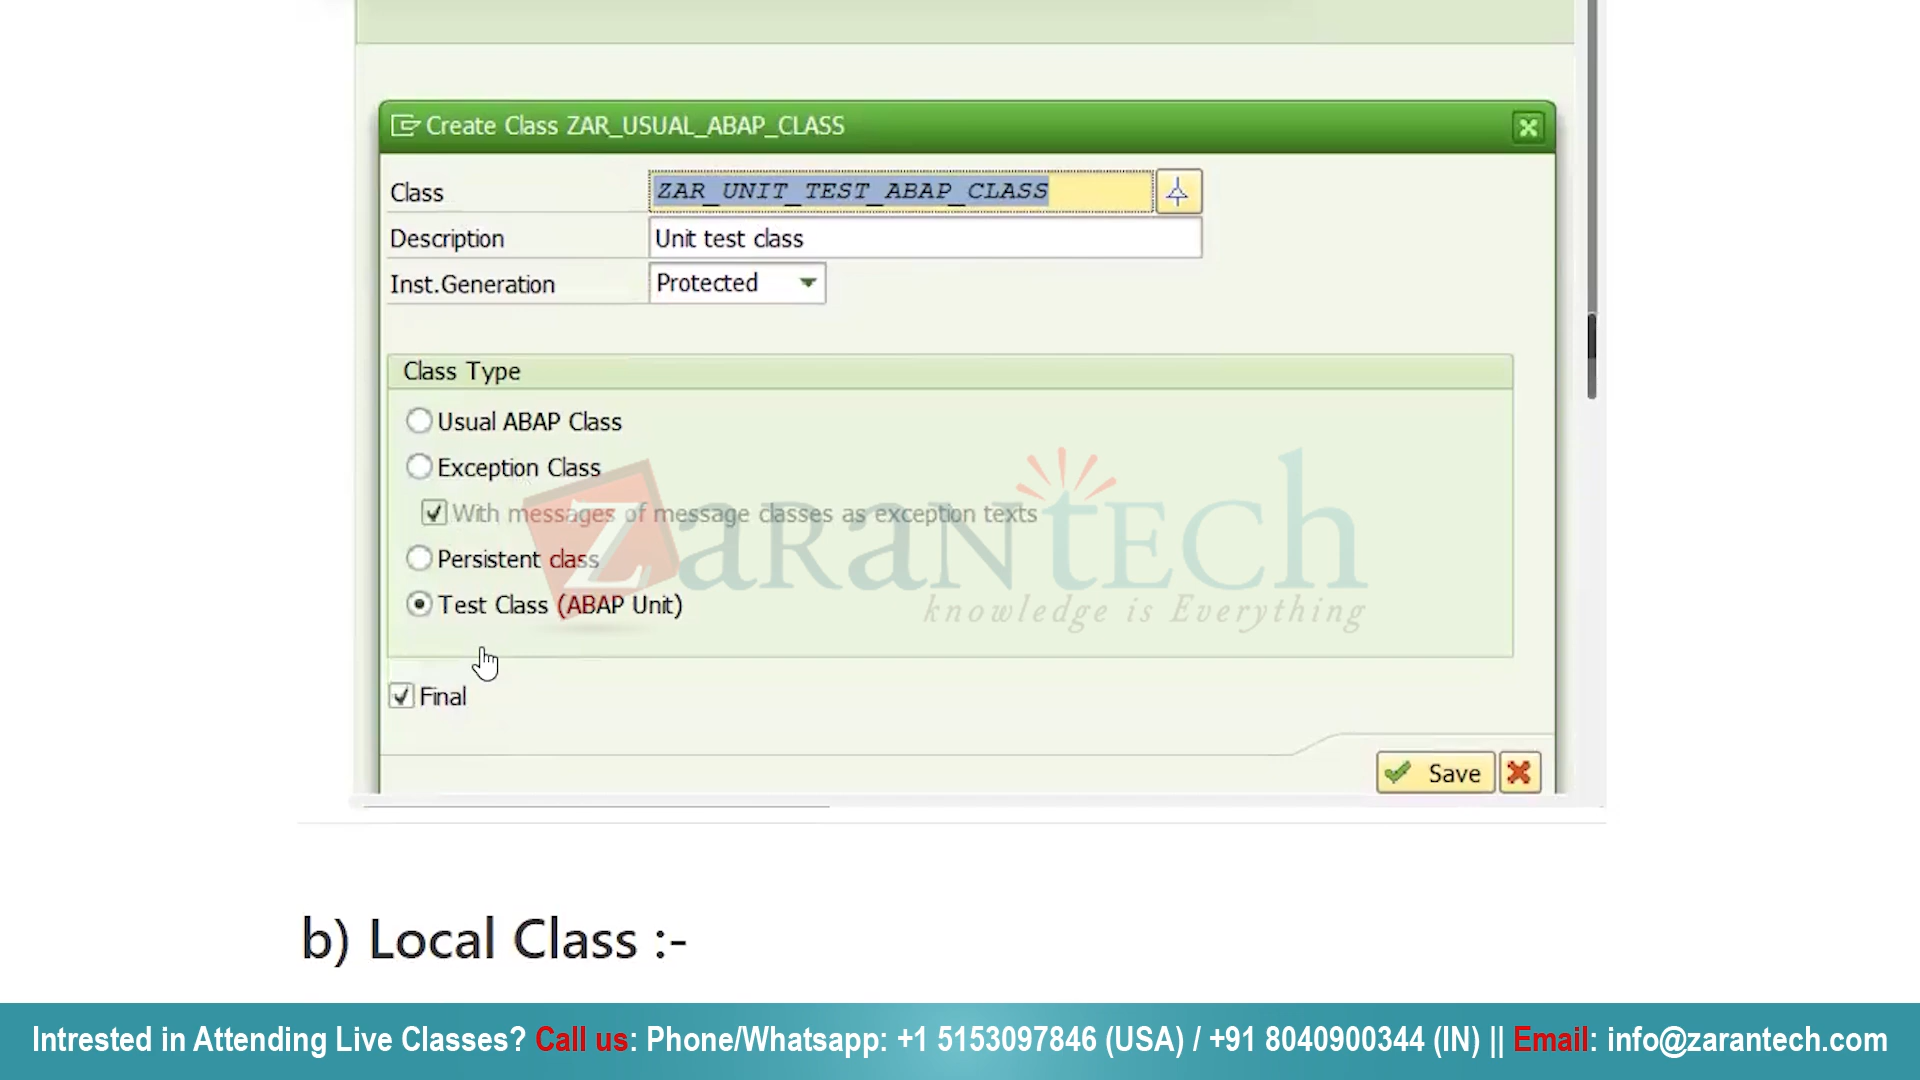 Create Class ZAR_USUAL_ABAP_CLASS
Class ZAR_UNIT_TEST_ABAP_CLASS
Description Unit test class
Inst.Generation Protected
Class Type
Usual ABAP Class
Exception Class
With messages of message classes as exception texts
Persistent class
Test Class (ABAP Unit)
ZaranTech
knowledge is Everything
Final
Save
b) Local Class :-
Intrested in Attending Live Classes? Call us: Phone/Whatsapp: +1 5153097846 (USA) / +91 8040900344 (IN) || Email: info@zarantech.com